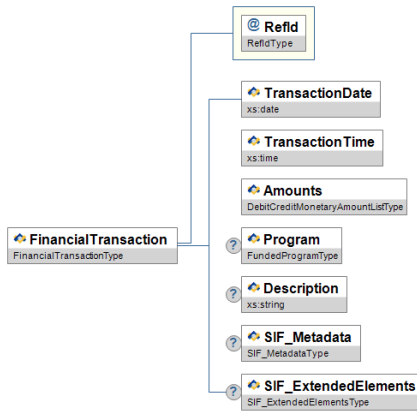 @ RefId
RefIdType
TransactionDate
xs:date
TransactionTime
xs:time
Amounts
DebitCreditMonetaryAmountListType
FinancialTransaction
FinancialTransactionType
? Program
FundedProgramType
? Description
xs:string
? SIF_Metadata
SIF_MetadataType
? SIF_ExtendedElements
SIF_ExtendedElementsType